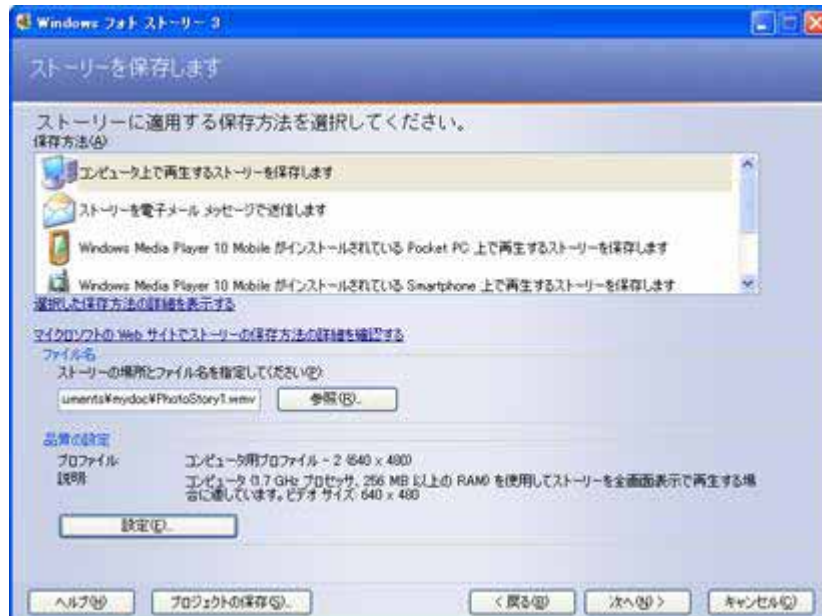 Windows フォト ストーリー 3
ストーリーを保存します
ストーリーに適用する保存方法を選択してください。
保存方法(A)
コンピュータ上で再生するストーリーを保存します
ストーリーを電子メール メッセージで送信します
Windows Media Player 10 Mobile がインストールされている Pocket PC 上で再生するストーリーを保存します
Windows Media Player 10 Mobile がインストールされている Smartphone 上で再生するストーリーを保存します
選択した保存方法の詳細を表示する
マイクロソフトの Web サイトでストーリーの保存方法の詳細を確認する
ファイル名
ストーリーの場所とファイル名を指定してください(P):
uments¥mydoc¥PhotoStory1.wmv 参照(R)...
品質の設定
プロファイル: コンピュータ用プロファイル - 2 (640 x 480)
説明: コンピュータ (1.7 GHz プロセッサ、256 MB 以上の RAM) を使用してストーリーを全画面表示で再生する場
合に適しています。ビデオ サイズ: 640 x 480
設定(E)...
ヘルプ(H) プロジェクトの保存(S)... < 戻る(B) 次へ(N) > キャンセル(C)